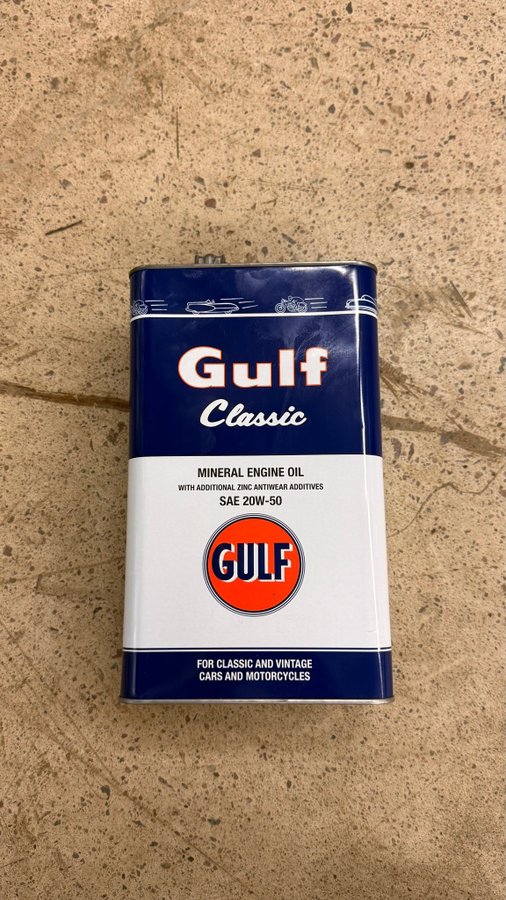 Gulf
Classic
MINERAL ENGINE OIL
WITH ADDITIONAL ZINC ANTIWEAR ADDITIVES
SAE 20W-50
GULF
FOR CLASSIC AND VINTAGE
CARS AND MOTORCYCLES